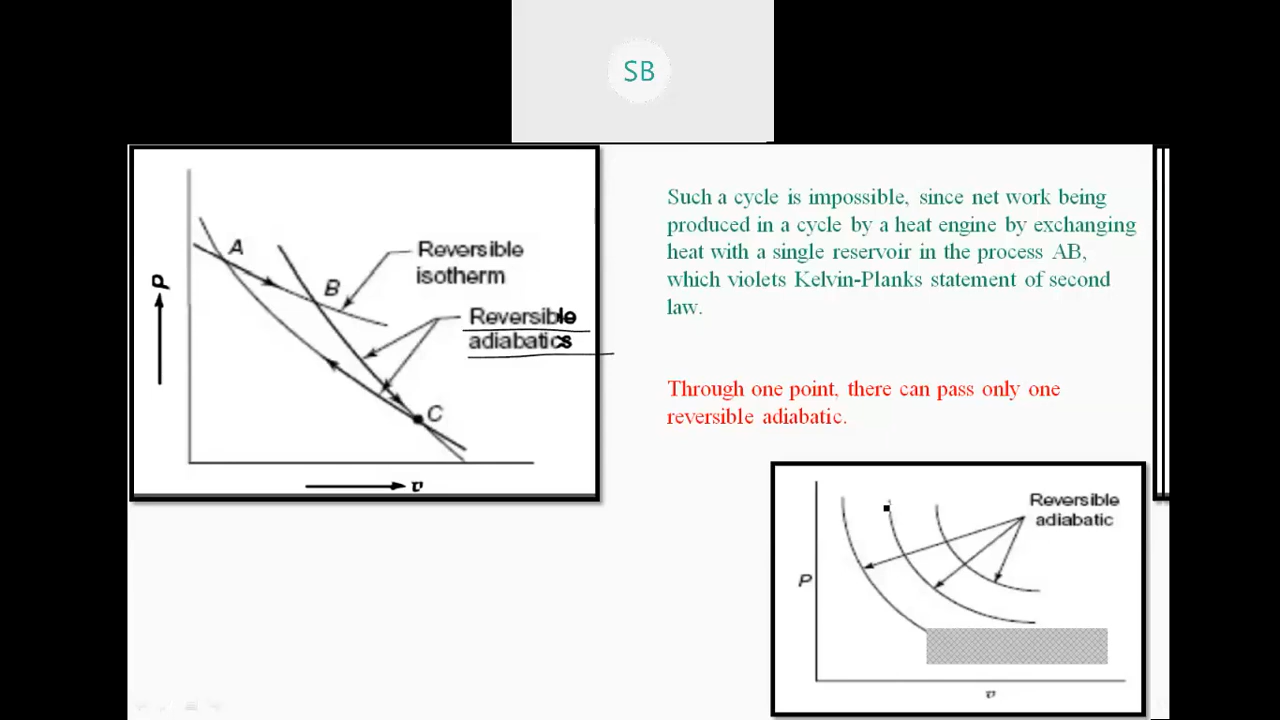 SB
P
A
B
C
Reversible
isotherm
Reversible
adiabatics
v
Such a cycle is impossible, since net work being
produced in a cycle by a heat engine by exchanging
heat with a single reservoir in the process AB,
which violets Kelvin-Planks statement of second
law.
Through one point, there can pass only one
reversible adiabatic.
Reversible
adiabatic
P
v